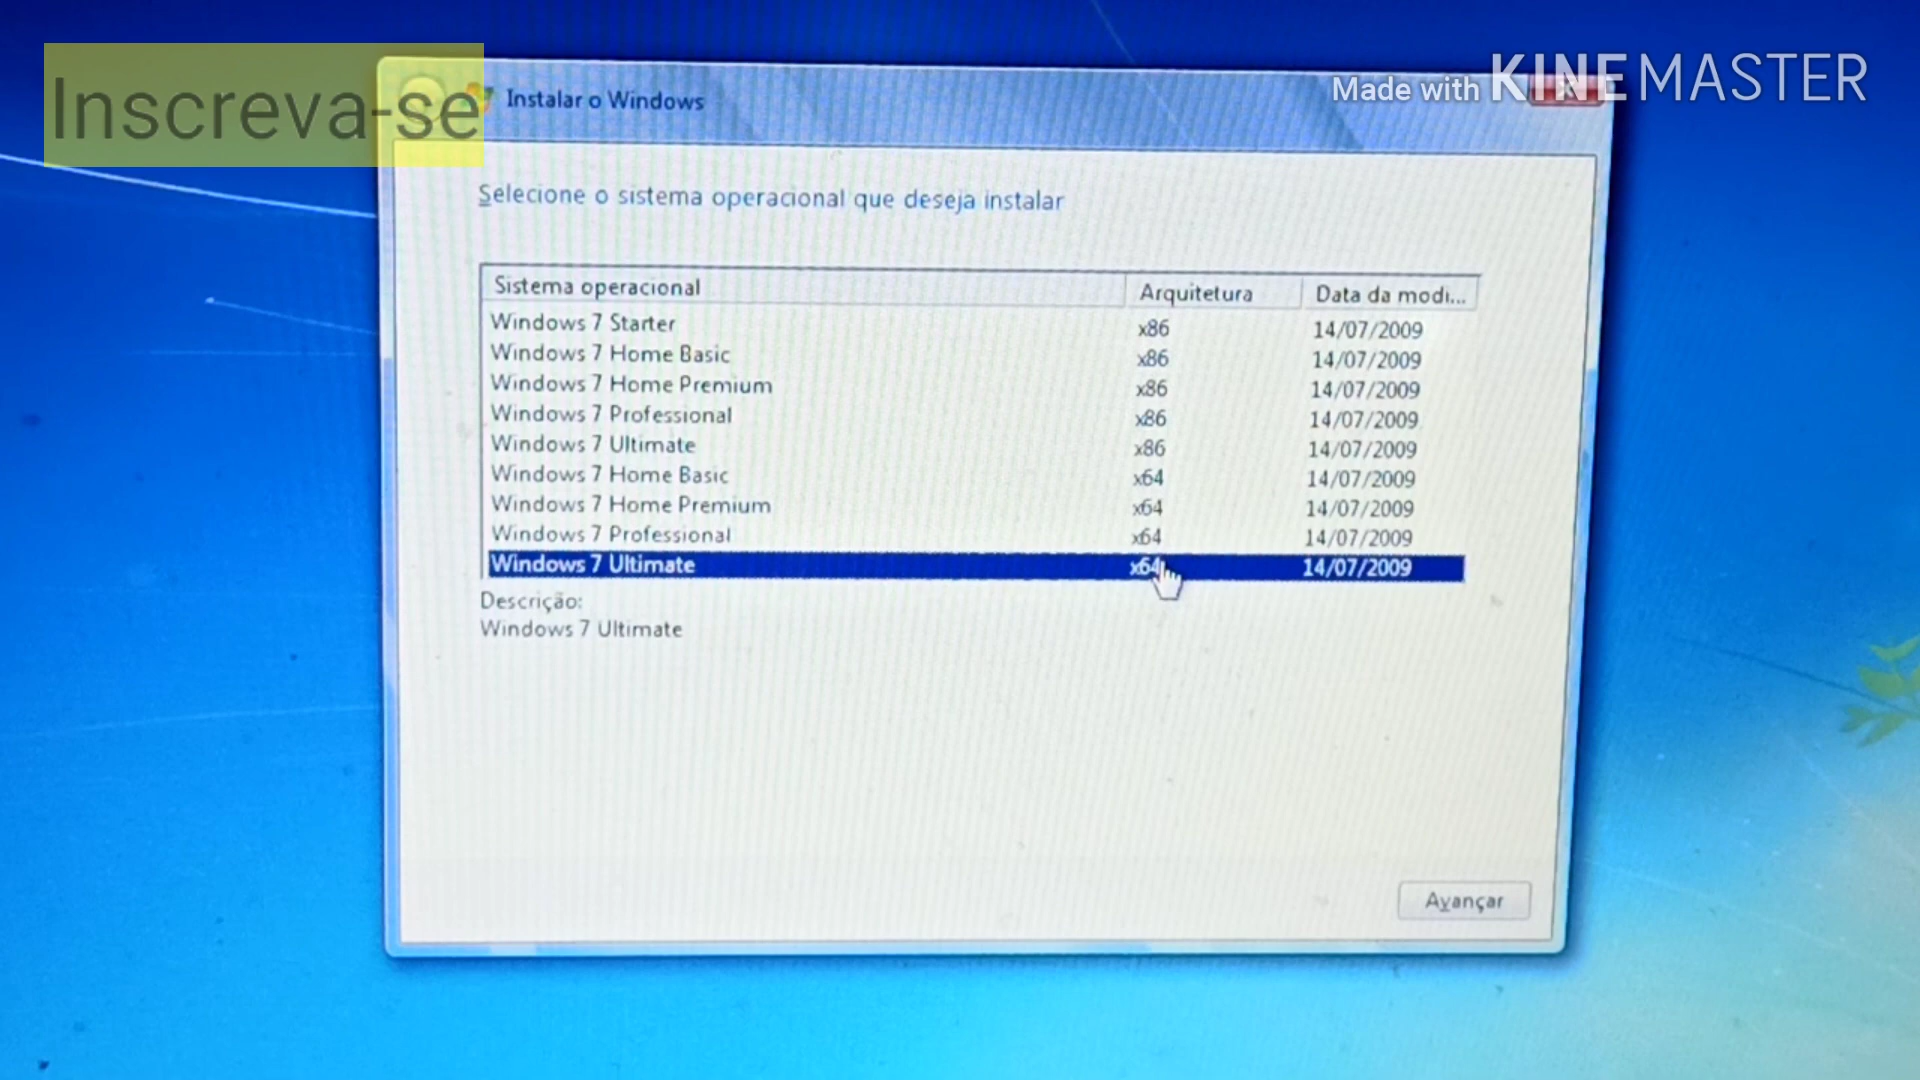 Inscreva-se
Instalar o Windows
Made with KINEMASTER
Selecione o sistema operacional que deseja instalar
Sistema operacional Arquitetura Data da modi...
Windows 7 Starter x86 14/07/2009
Windows 7 Home Basic x86 14/07/2009
Windows 7 Home Premium x86 14/07/2009
Windows 7 Professional x86 14/07/2009
Windows 7 Ultimate x86 14/07/2009
Windows 7 Home Basic x64 14/07/2009
Windows 7 Home Premium x64 14/07/2009
Windows 7 Professional x64 14/07/2009
Windows 7 Ultimate x64 14/07/2009
Descrição:
Windows 7 Ultimate
Avançar